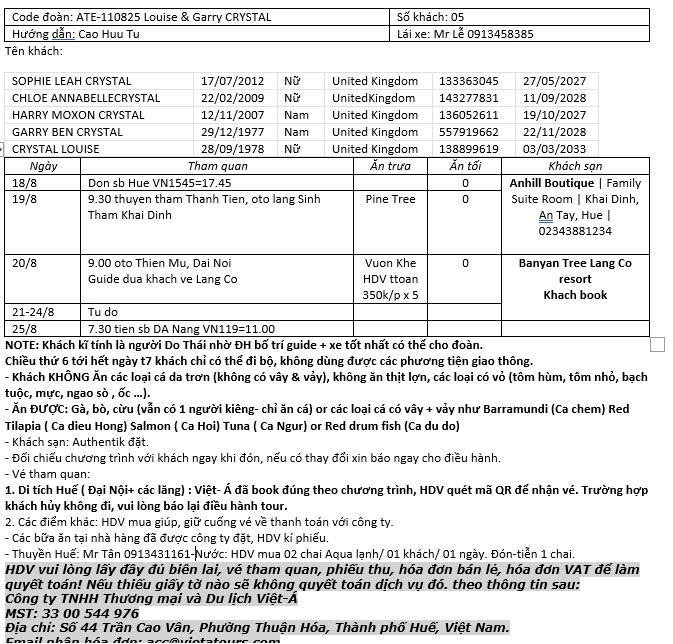 Code đoàn: ATE-110825 Louise & Garry CRYSTAL Số khách: 05
Hướng dẫn: Cao Huu Tu Lái xe: Mr Lễ 0913458385
Tên khách:
SOPHIE LEAH CRYSTAL 17/07/2012 Nữ United Kingdom 133363045 27/05/2027
CHLOE ANNABELLECRYSTAL 22/02/2009 Nữ UnitedKingdom 143277831 11/09/2028
HARRY MOXON CRYSTAL 12/11/2007 Nam United Kingdom 136052611 19/10/2027
GARRY BEN CRYSTAL 29/12/1977 Nam United Kingdom 557919662 22/11/2028
CRYSTAL LOUISE 28/09/1978 Nữ United Kingdom 138899619 03/03/2033
Ngày Tham quan Ăn trưa Ăn tối Khách sạn
18/8 Don sb Hue VN1545=17.45 0 Anhill Boutique | Family
19/8 9.30 thuyen tham Thanh Tien, oto lang Sinh Pine Tree 0 Suite Room | Khai Dinh,
Tham Khai Dinh An Tay, Hue |
02343881234
20/8 9.00 oto Thien Mu, Dai Noi Vuon Khe 0 Banyan Tree Lang Co
Guide dua khach ve Lang Co HDV ttoan resort
350k/p x 5 Khach book
21-24/8 Tu do
25/8 7.30 tien sb DA Nang VN119=11.00
NOTE: Khách kĩ tính là người Do Thái nhờ ĐH bố trí guide + xe tốt nhất có thể cho đoàn.
Chiều thứ 6 tới hết ngày t7 khách chỉ có thể đi bộ, không dùng được các phương tiện giao thông.
- Khách KHÔNG Ăn các loại cá da trơn (không có vây & vảy), không ăn thịt lợn, các loại có vỏ (tôm hùm, tôm nhỏ, bạch
tuộc, mực, ngao sò , ốc ...).
- Ăn ĐƯỢC: Gà, bò, cừu (vẫn có 1 người kiêng- chỉ ăn cá) or các loại cá có vây + vảy như Barramundi (Ca chem) Red
Tilapia ( Ca dieu Hong) Salmon ( Ca Hoi) Tuna ( Ca Ngur) or Red drum fish (Ca du do)
- Khách sạn: Authentik đặt.
- Đối chiếu chương trình với khách ngay khi đón, nếu có thay đổi xin báo ngay cho điều hành.
- Vé tham quan:
1. Di tích Huế ( Đại Nội+ các lăng) : Việt- Á đã book đúng theo chương trình, HDV quét mã QR để nhận vé. Trường hợp
khách hủy không đi, vui lòng báo lại điều hành tour.
2. Các điểm khác: HDV mua giúp, giữ cuống vé về thanh toán với công ty.
- Các bữa ăn tại nhà hàng đã được công ty đặt, HDV kí phiếu.
- Thuyền Huế: Mr Tân 0913431161-Nước: HDV mua 02 chai Aqua lạnh/ 01 khách/ 01 ngày. Đón-tiễn 1 chai.
HDV vui lòng lấy đầy đủ biên lai, vé tham quan, phiếu thu, hóa đơn bán lẻ, hóa đơn VAT để làm
quyết toán! Nếu thiếu giấy tờ nào sẽ không quyết toán dịch vụ đó. theo thông tin sau:
Công ty TNHH Thương mại và Du lịch Việt-Á
MST: 33 00 544 976
Địa chỉ: Số 44 Trần Cao Vân, Phường Thuận Hóa, Thành phố Huế, Việt Nam.
Email nhận hóa đơn: acc@vietatours.com